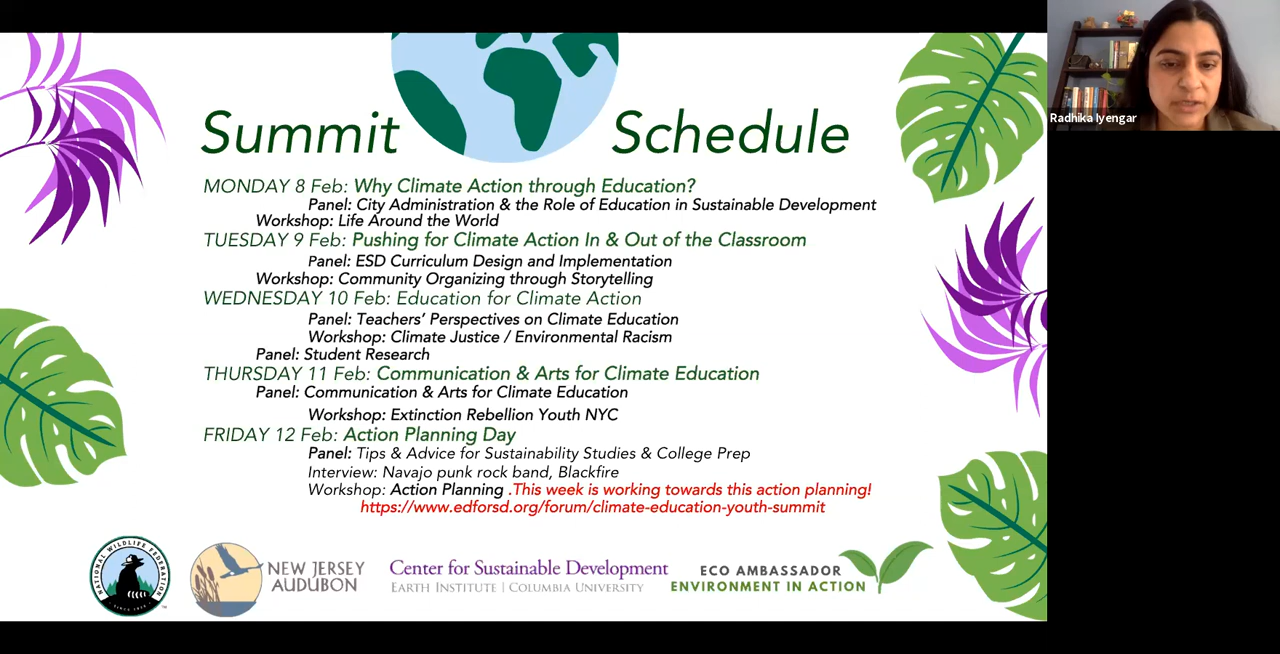 Summit Schedule
MONDAY 8 Feb: Why Climate Action through Education?
Panel: City Administration & the Role of Education in Sustainable Development
Workshop: Life Around the World
TUESDAY 9 Feb: Pushing for Climate Action In & Out of the Classroom
Panel: ESD Curriculum Design and Implementation
Workshop: Community Organizing through Storytelling
WEDNESDAY 10 Feb: Education for Climate Action
Panel: Teachers’ Perspectives on Climate Education
Workshop: Climate Justice / Environmental Racism
Panel: Student Research
THURSDAY 11 Feb: Communication & Arts for Climate Education
Panel: Communication & Arts for Climate Education
Workshop: Extinction Rebellion Youth NYC
FRIDAY 12 Feb: Action Planning Day
Panel: Tips & Advice for Sustainability Studies & College Prep
Interview: Navajo punk rock band, Blackfire
Workshop: Action Planning .This week is working towards this action planning!
https://www.edforsd.org/forum/climate-education-youth-summit
NATIONAL WILDLIFE FEDERATION
SINCE 1936
NEW JERSEY
AUDUBON
Center for Sustainable Development
EARTH INSTITUTE | COLUMBIA UNIVERSITY
ECO AMBASSADOR
ENVIRONMENT IN ACTION
Radhika Iyengar